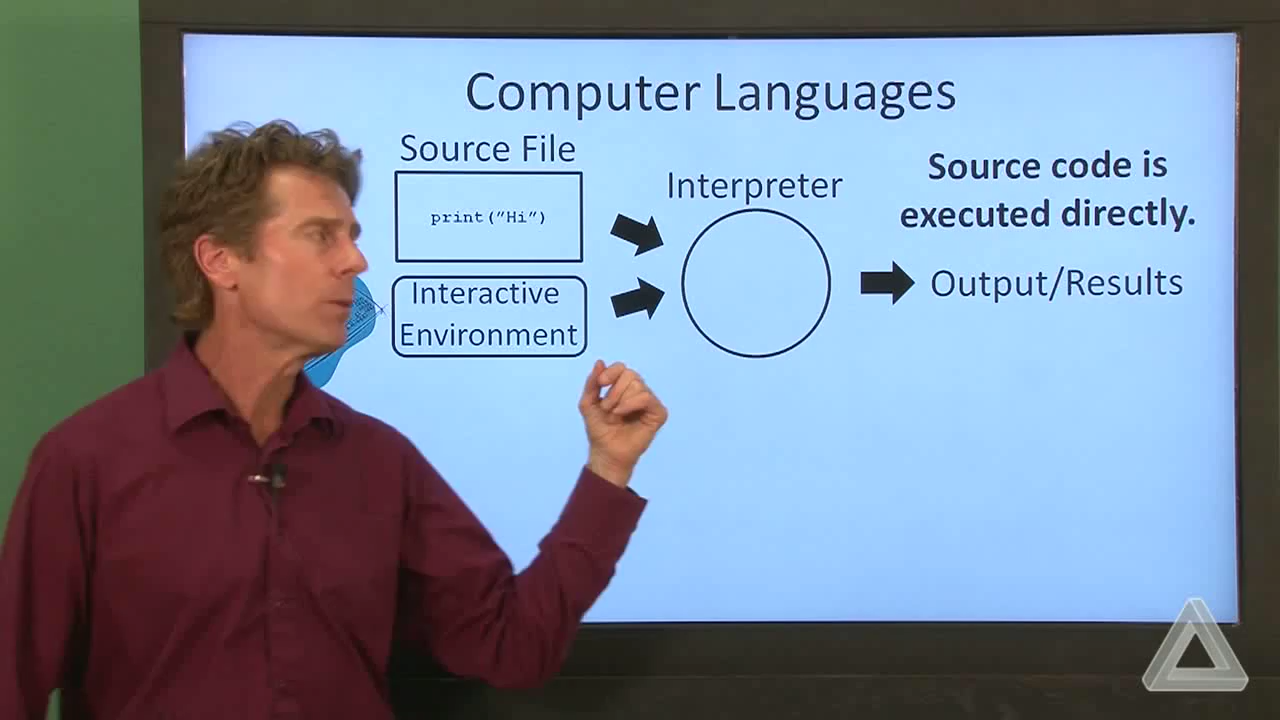 Computer Languages
Source File
print("Hi")
Interactive
Environment
Interpreter
Source code is
executed directly.
Output/Results